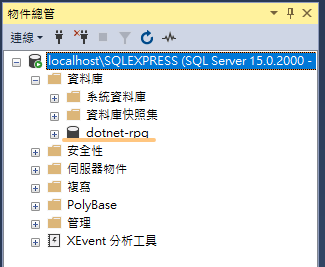 物件總管
連線
localhost\SQLEXPRESS (SQL Server 15.0.2000 -
資料庫
系統資料庫
資料庫快照集
dotnet-rpg
安全性
伺服器物件
複寫
PolyBase
管理
XEvent 分析工具